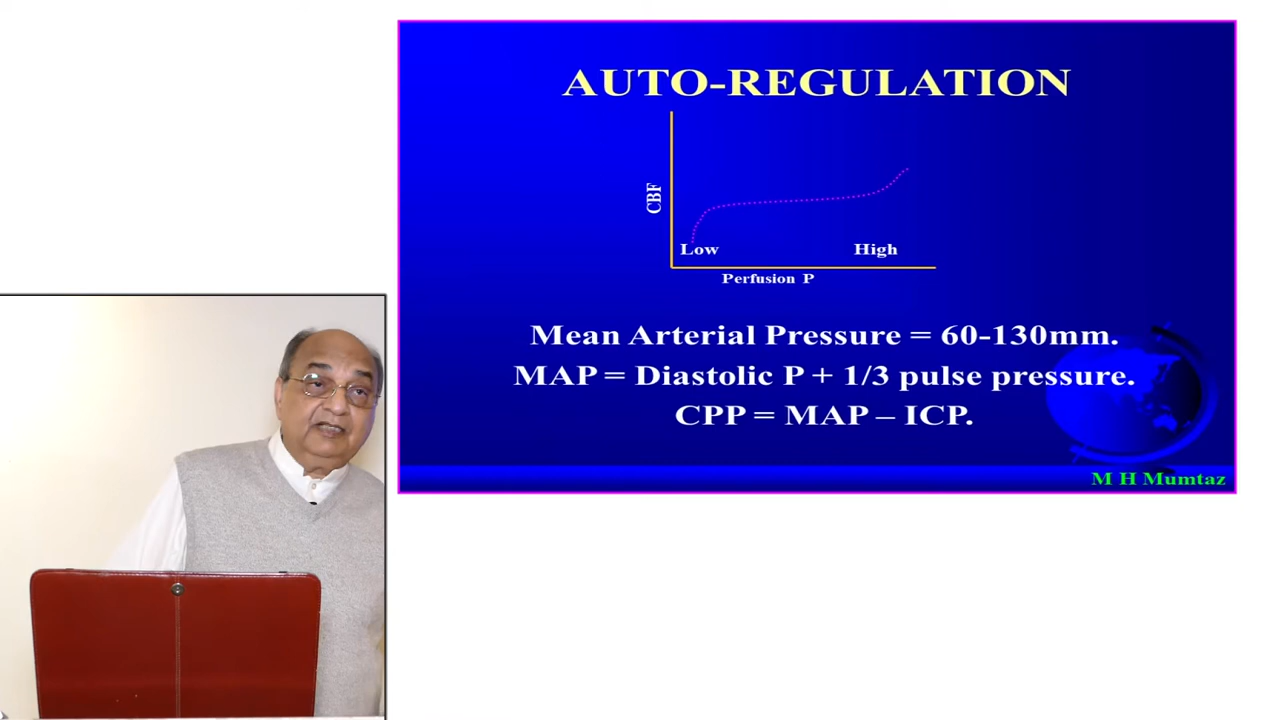 AUTO-REGULATION
CBF
Low High
Perfusion P
Mean Arterial Pressure = 60-130mm.
MAP = Diastolic P + 1/3 pulse pressure.
CPP = MAP – ICP.
M H Mumtaz